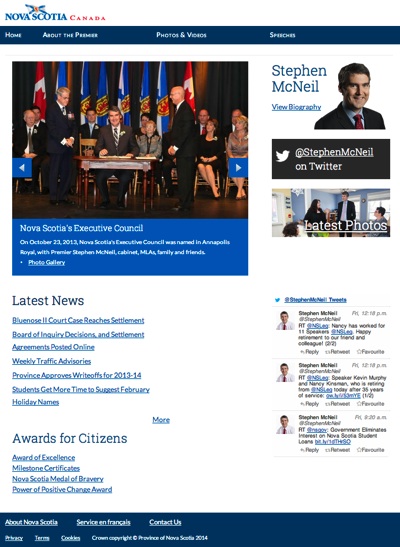 NOVA SCOTIA CANADA
Home About the Premier Photos & Videos Speeches
Stephen
McNeil
View Biography
@StephenMcNeil
on Twitter
Latest Photos
Nova Scotia's Executive Council
On October 23, 2013, Nova Scotia's Executive Council was named in Annapolis
Royal, with Premier Stephen McNeil, cabinet, MLAs, family and friends.
• Photo Gallery
Latest News
Bluenose II Court Case Reaches Settlement
Board of Inquiry Decisions, and Settlement
Agreements Posted Online
Weekly Traffic Advisories
Province Approves Writeoffs for 2013-14
Students Get More Time to Suggest February
Holiday Names
More
Awards for Citizens
Award of Excellence
Milestone Certificates
Nova Scotia Medal of Bravery
Power of Positive Change Award
@StephenMcNeil Tweets
Stephen McNeil Fri, 12:18 p.m.
@StephenMcNeil
RT @NSLeg: Nancy has worked for
11 Speakers @NSLeg. Happy
retirement to our friend and
colleague! (2/2)
Reply Retweet Favourite
Stephen McNeil Fri, 12:18 p.m.
@StephenMcNeil
RT @NSLeg: Speaker Kevin Murphy
and Nancy Kinsman, who is retiring
from @NSLeg today after 35 years
of service: ow.ly/i/53mYE (1/2)
Reply Retweet Favourite
Stephen McNeil Fri, 9:20 a.m.
@StephenMcNeil
RT @nsgov: Government Eliminates
Interest on Nova Scotia Student
Loans
Reply Retweet Favourite
About Nova Scotia Service en français Contact Us
Privacy Terms Cookies Crown copyright © Province of Nova Scotia 2014